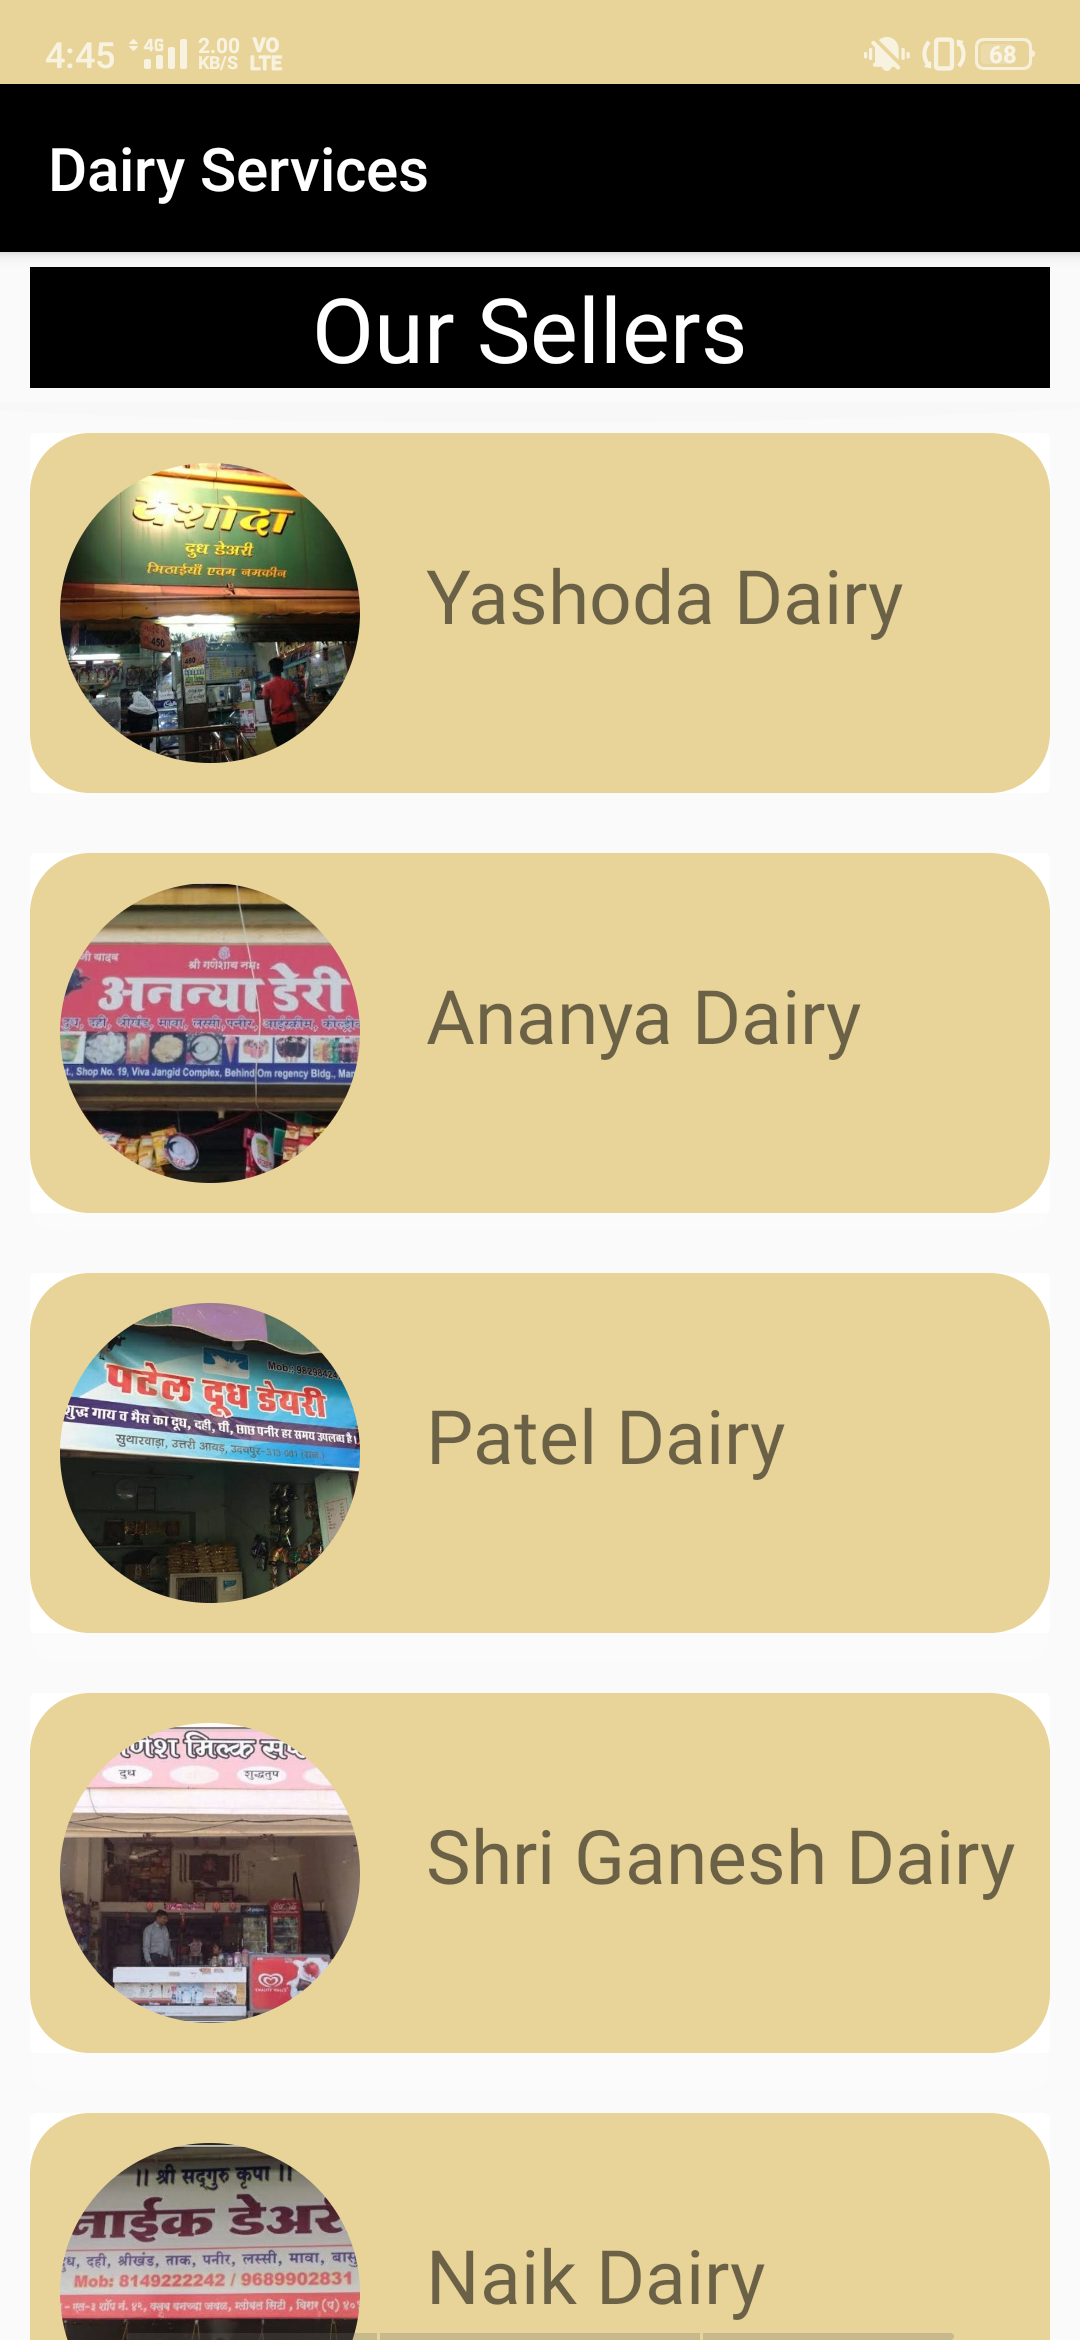 4:45 4G 2.00 KB/S VO LTE 68
Dairy Services
Our Sellers
यशोदा
दुध डेअरी
मिठाईयाँ एवम नमकीन
450
Yashoda Dairy
श्री गणेशाय नमः
अनन्या डेरी
दही, श्रीखंड, मावा, लस्सी, पनीर, आईस्क्रीम,
Shop No. 19, Viva Jangid Complex, Behind Om regency Bldg.,
Ananya Dairy
पटेल दूध डेयरी
शुद्ध गाय व भैस का दूध, दही, घी, छाछ पनीर हर समय उपलब्ध है।
सुथारवाड़ा, उत्तरी आयड़, उदयपुर-313 001 (राज.)
Patel Dairy
मिल्क
दुध शुद्धतुप
Shri Ganesh Dairy
|| श्री सद्‌गुरु कृपा ||
नाईक
दही, श्रीखंड, ताक, पनीर, लस्सी, मावा,
Mob: 8149222242 / 9689902831
Naik Dairy